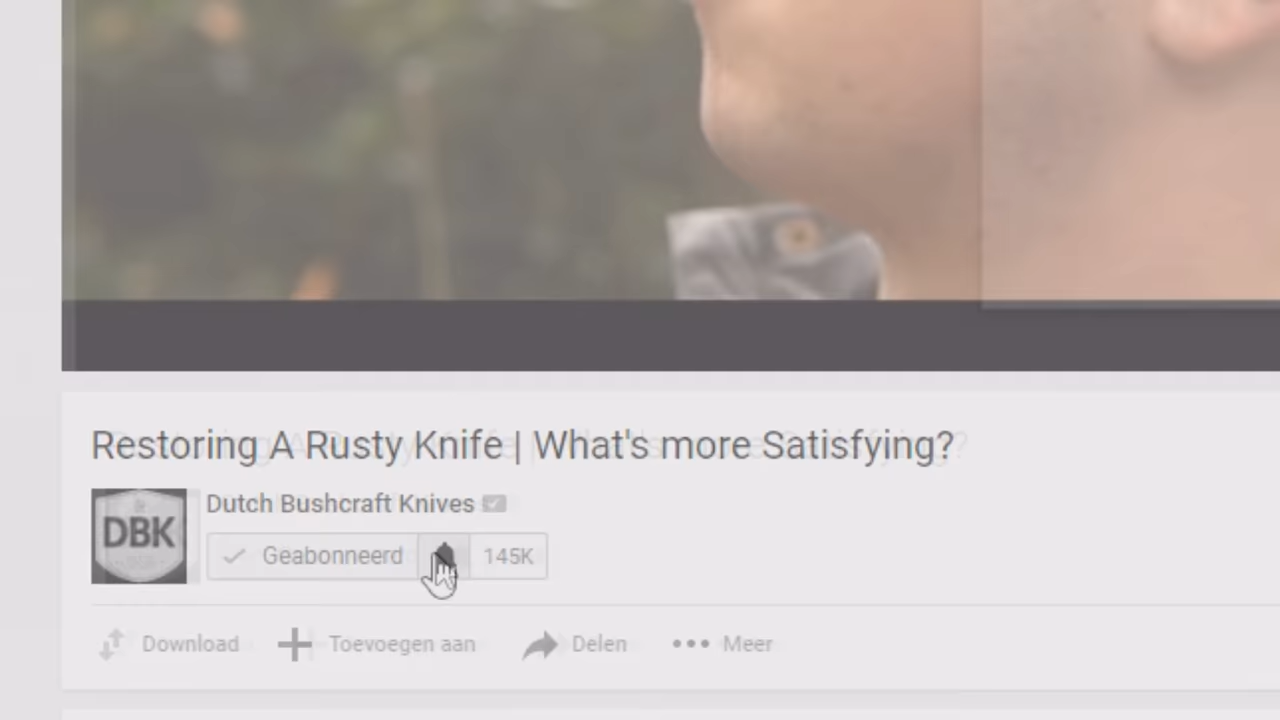 Restoring A Rusty Knife | What's more Satisfying?
DBK
Dutch Bushcraft Knives
Geabonneerd 145K
Download Toevoegen aan Delen Meer